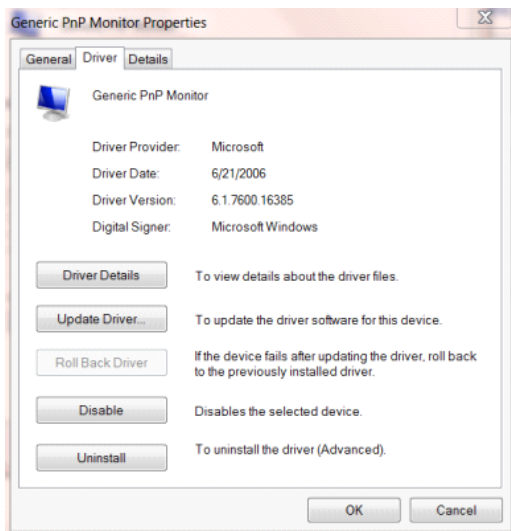 Generic PnP Monitor Properties
General Driver Details
Generic PnP Monitor
Driver Provider: Microsoft
Driver Date: 6/21/2006
Driver Version: 6.1.7600.16385
Digital Signer: Microsoft Windows
Driver Details To view details about the driver files.
Update Driver... To update the driver software for this device.
Roll Back Driver If the device fails after updating the driver, roll back
to the previously installed driver.
Disable Disables the selected device.
Uninstall To uninstall the driver (Advanced).
OK Cancel